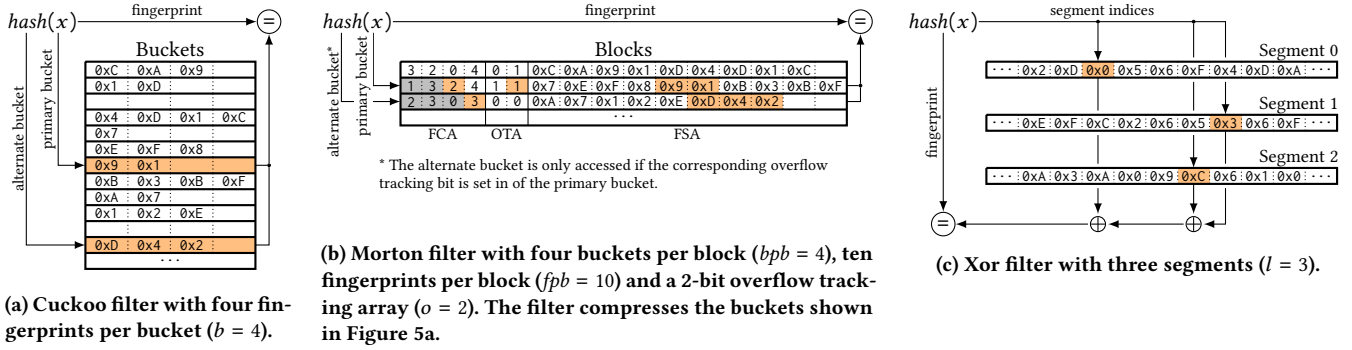 hash(x) fingerprint =
alternate bucket
primary bucket
Buckets
0xC 0xA 0x9
0x1 0xD
0x4 0xD 0x1 0xC
0x7
0xE 0xF 0x8
0x9 0x1
0xB 0x3 0xB 0xF
0xA 0x7
0x1 0x2 0xE
0xD 0x4 0x2
...
(a) Cuckoo filter with four fin-
gerprints per bucket (b = 4).
hash(x) fingerprint =
alternate bucket*
primary bucket
Blocks
3 2 0 4 0 1 0xC 0xA 0x9 0x1 0xD 0x4 0xD 0x1 0xC
1 3 2 4 1 1 0x7 0xE 0xF 0x8 0x9 0x1 0xB 0x3 0xB 0xF
2 3 0 3 0 0 0xA 0x7 0x1 0x2 0xE 0xD 0x4 0x2
...
FCA OTA FSA
* The alternate bucket is only accessed if the corresponding overflow
tracking bit is set in of the primary bucket.
(b) Morton filter with four buckets per block (bpb = 4), ten
fingerprints per block (fpb = 10) and a 2-bit overflow track-
ing array (o = 2). The filter compresses the buckets shown
in Figure 5a.
hash(x) segment indices
fingerprint
Segment 0
··· 0x2 0xD 0x0 0x5 0x6 0xF 0x4 0xD 0xA ···
Segment 1
··· 0xE 0xF 0xC 0x2 0x6 0x5 0x3 0x6 0xF ···
Segment 2
··· 0xA 0x3 0xA 0x0 0x9 0xC 0x6 0x1 0x0 ···
= ⊕ ⊕
(c) Xor filter with three segments (l = 3).